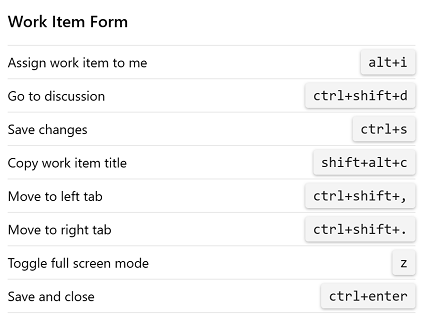 Work Item Form
Assign work item to me alt+i
Go to discussion ctrl+shift+d
Save changes ctrl+s
Copy work item title shift+alt+c
Move to left tab ctrl+shift+,
Move to right tab ctrl+shift+.
Toggle full screen mode z
Save and close ctrl+enter